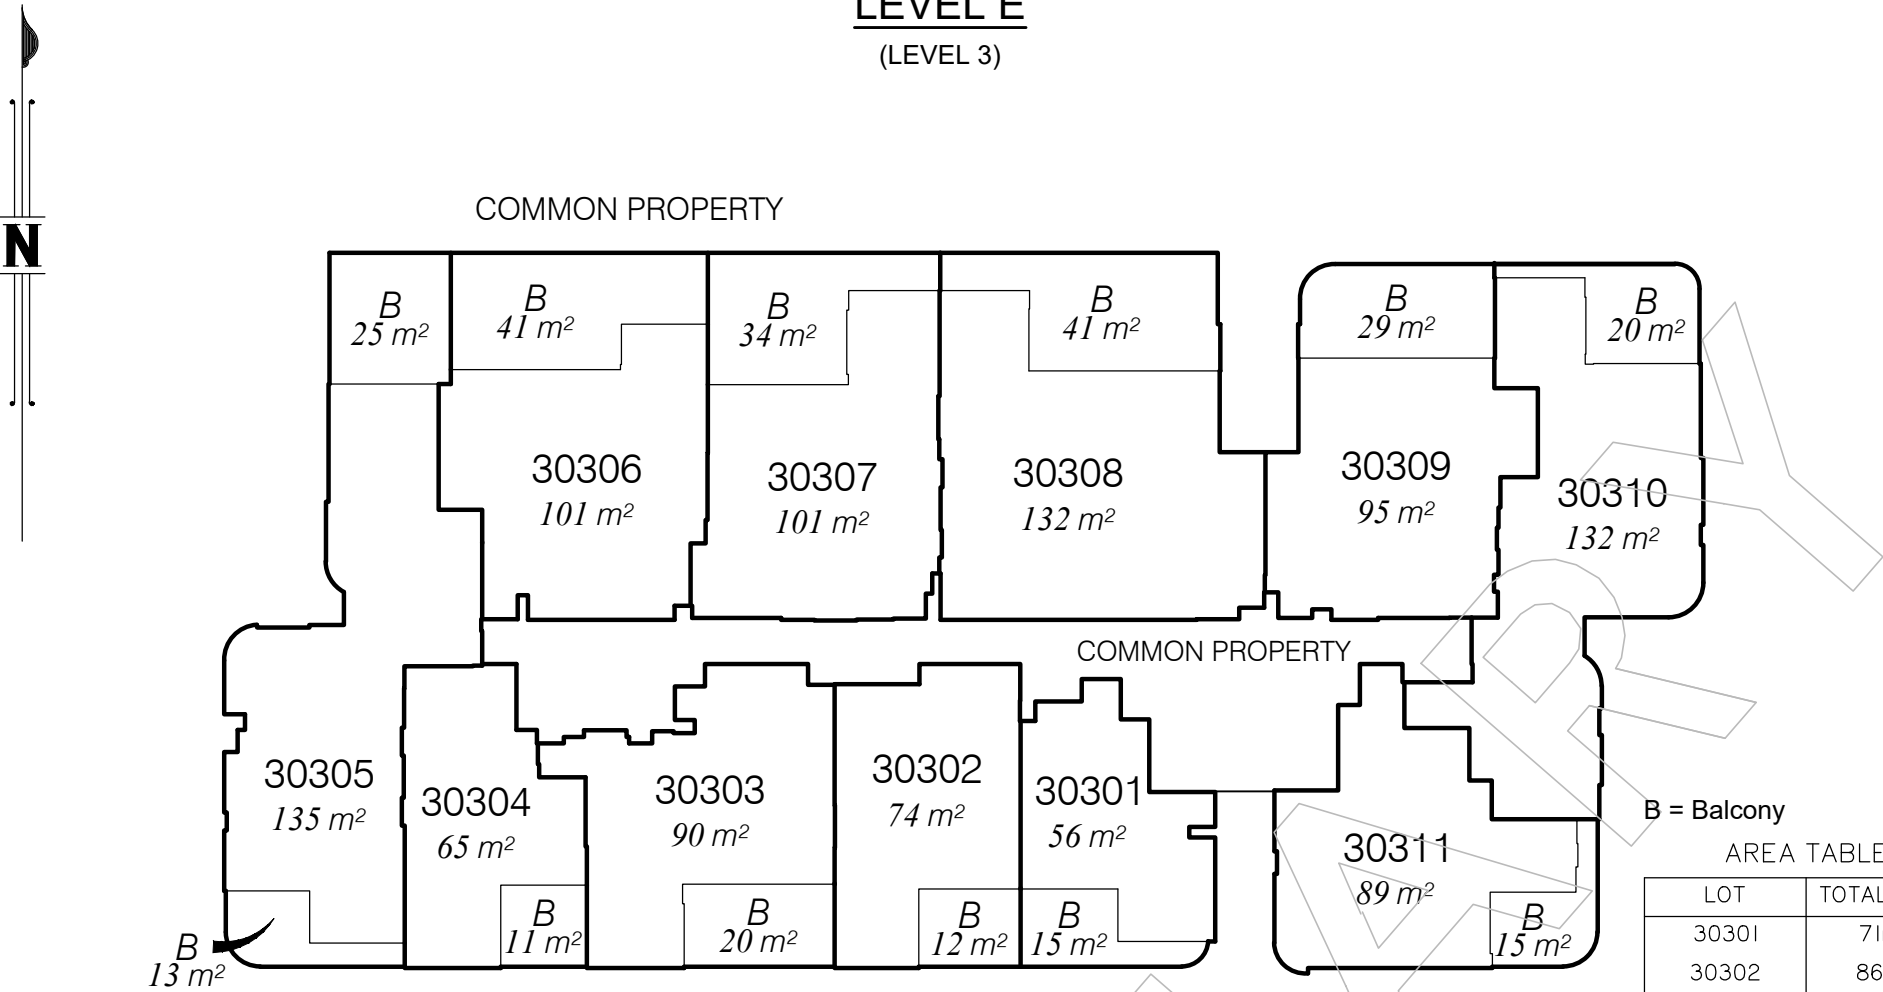 LEVEL E
(LEVEL 3)
N
COMMON PROPERTY
B
25 m²
B
41 m²
B
34 m²
B
41 m²
B
29 m²
B
20 m²
30306
101 m²
30307
101 m²
30308
132 m²
30309
95 m²
30310
132 m²
COMMON PROPERTY
30305
135 m²
30304
65 m²
30303
90 m²
30302
74 m²
30301
56 m²
30311
89 m²
B
13 m²
B
11 m²
B
20 m²
B
12 m²
B
15 m²
B
15 m²
B = Balcony
AREA TABLE
LOT TOTAL
30301 71
30302 86